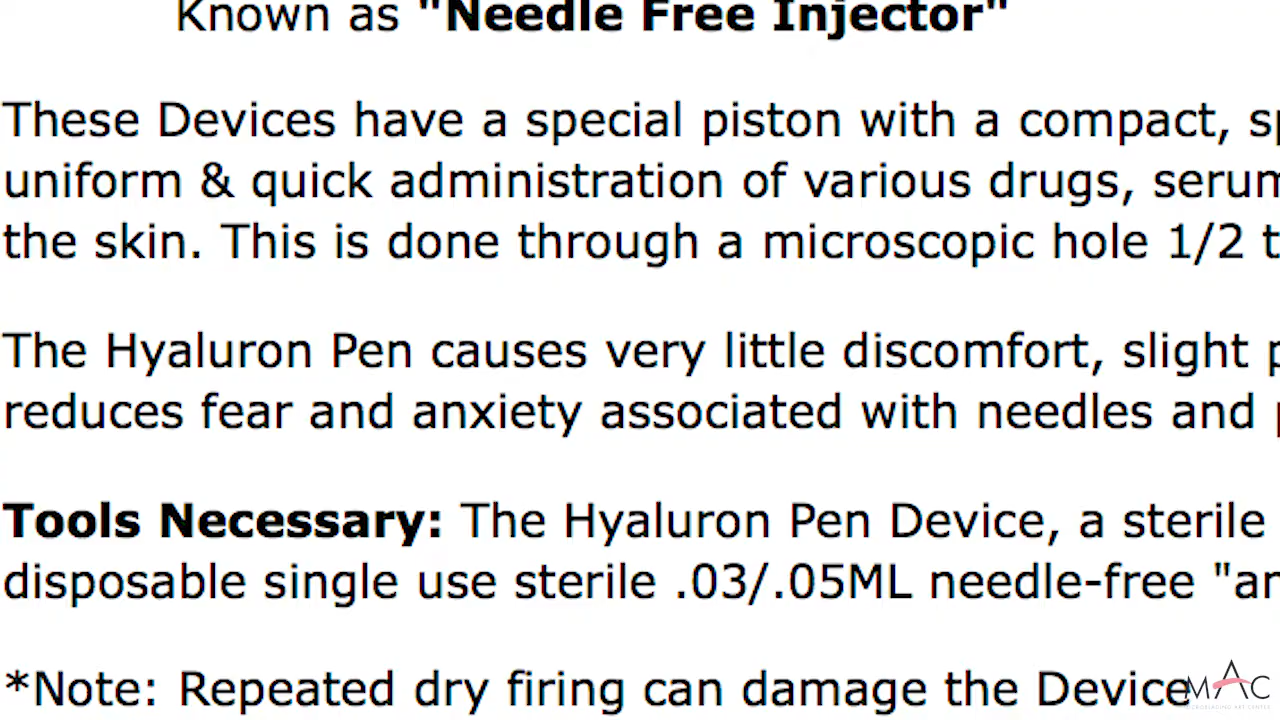 Known as "Needle Free Injector"
These Devices have a special piston with a compact,
uniform & quick administration of various drugs,
the skin. This is done through a microscopic hole 1/2
The Hyaluron Pen causes very little discomfort, slight
reduces fear and anxiety associated with needles and
Tools Necessary: The Hyaluron Pen Device, a sterile
disposable single use sterile .03/.05ML needle-free
*Note: Repeated dry firing can damage the Device
MAC
MICROBLADING ART CENTER